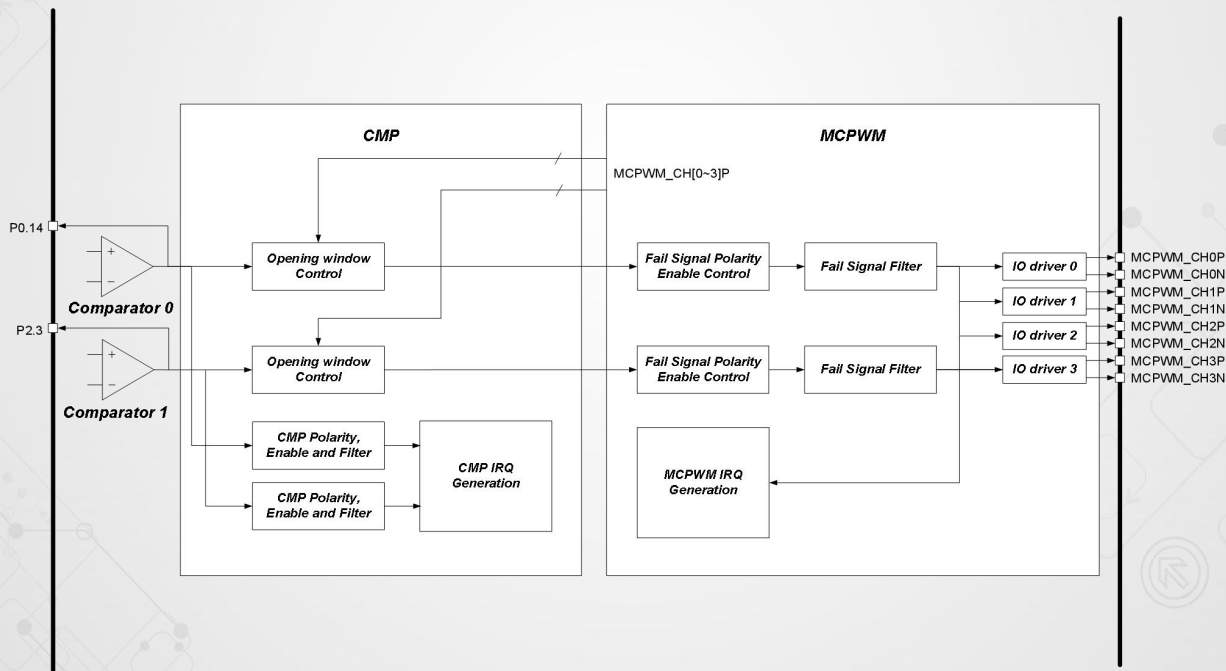 CMP
MCPWM
MCPWM_CH[0~3]P
P0.14
+
−
Comparator 0
Opening window
Control
Fail Signal Polarity
Enable Control
Fail Signal Filter
IO driver 0
IO driver 1
IO driver 2
IO driver 3
MCPWM_CH0P
MCPWM_CH0N
MCPWM_CH1P
MCPWM_CH1N
MCPWM_CH2P
MCPWM_CH2N
MCPWM_CH3P
MCPWM_CH3N
P2.3
+
−
Comparator 1
Opening window
Control
Fail Signal Polarity
Enable Control
Fail Signal Filter
CMP Polarity,
Enable and Filter
CMP Polarity,
Enable and Filter
CMP IRQ
Generation
MCPWM IRQ
Generation